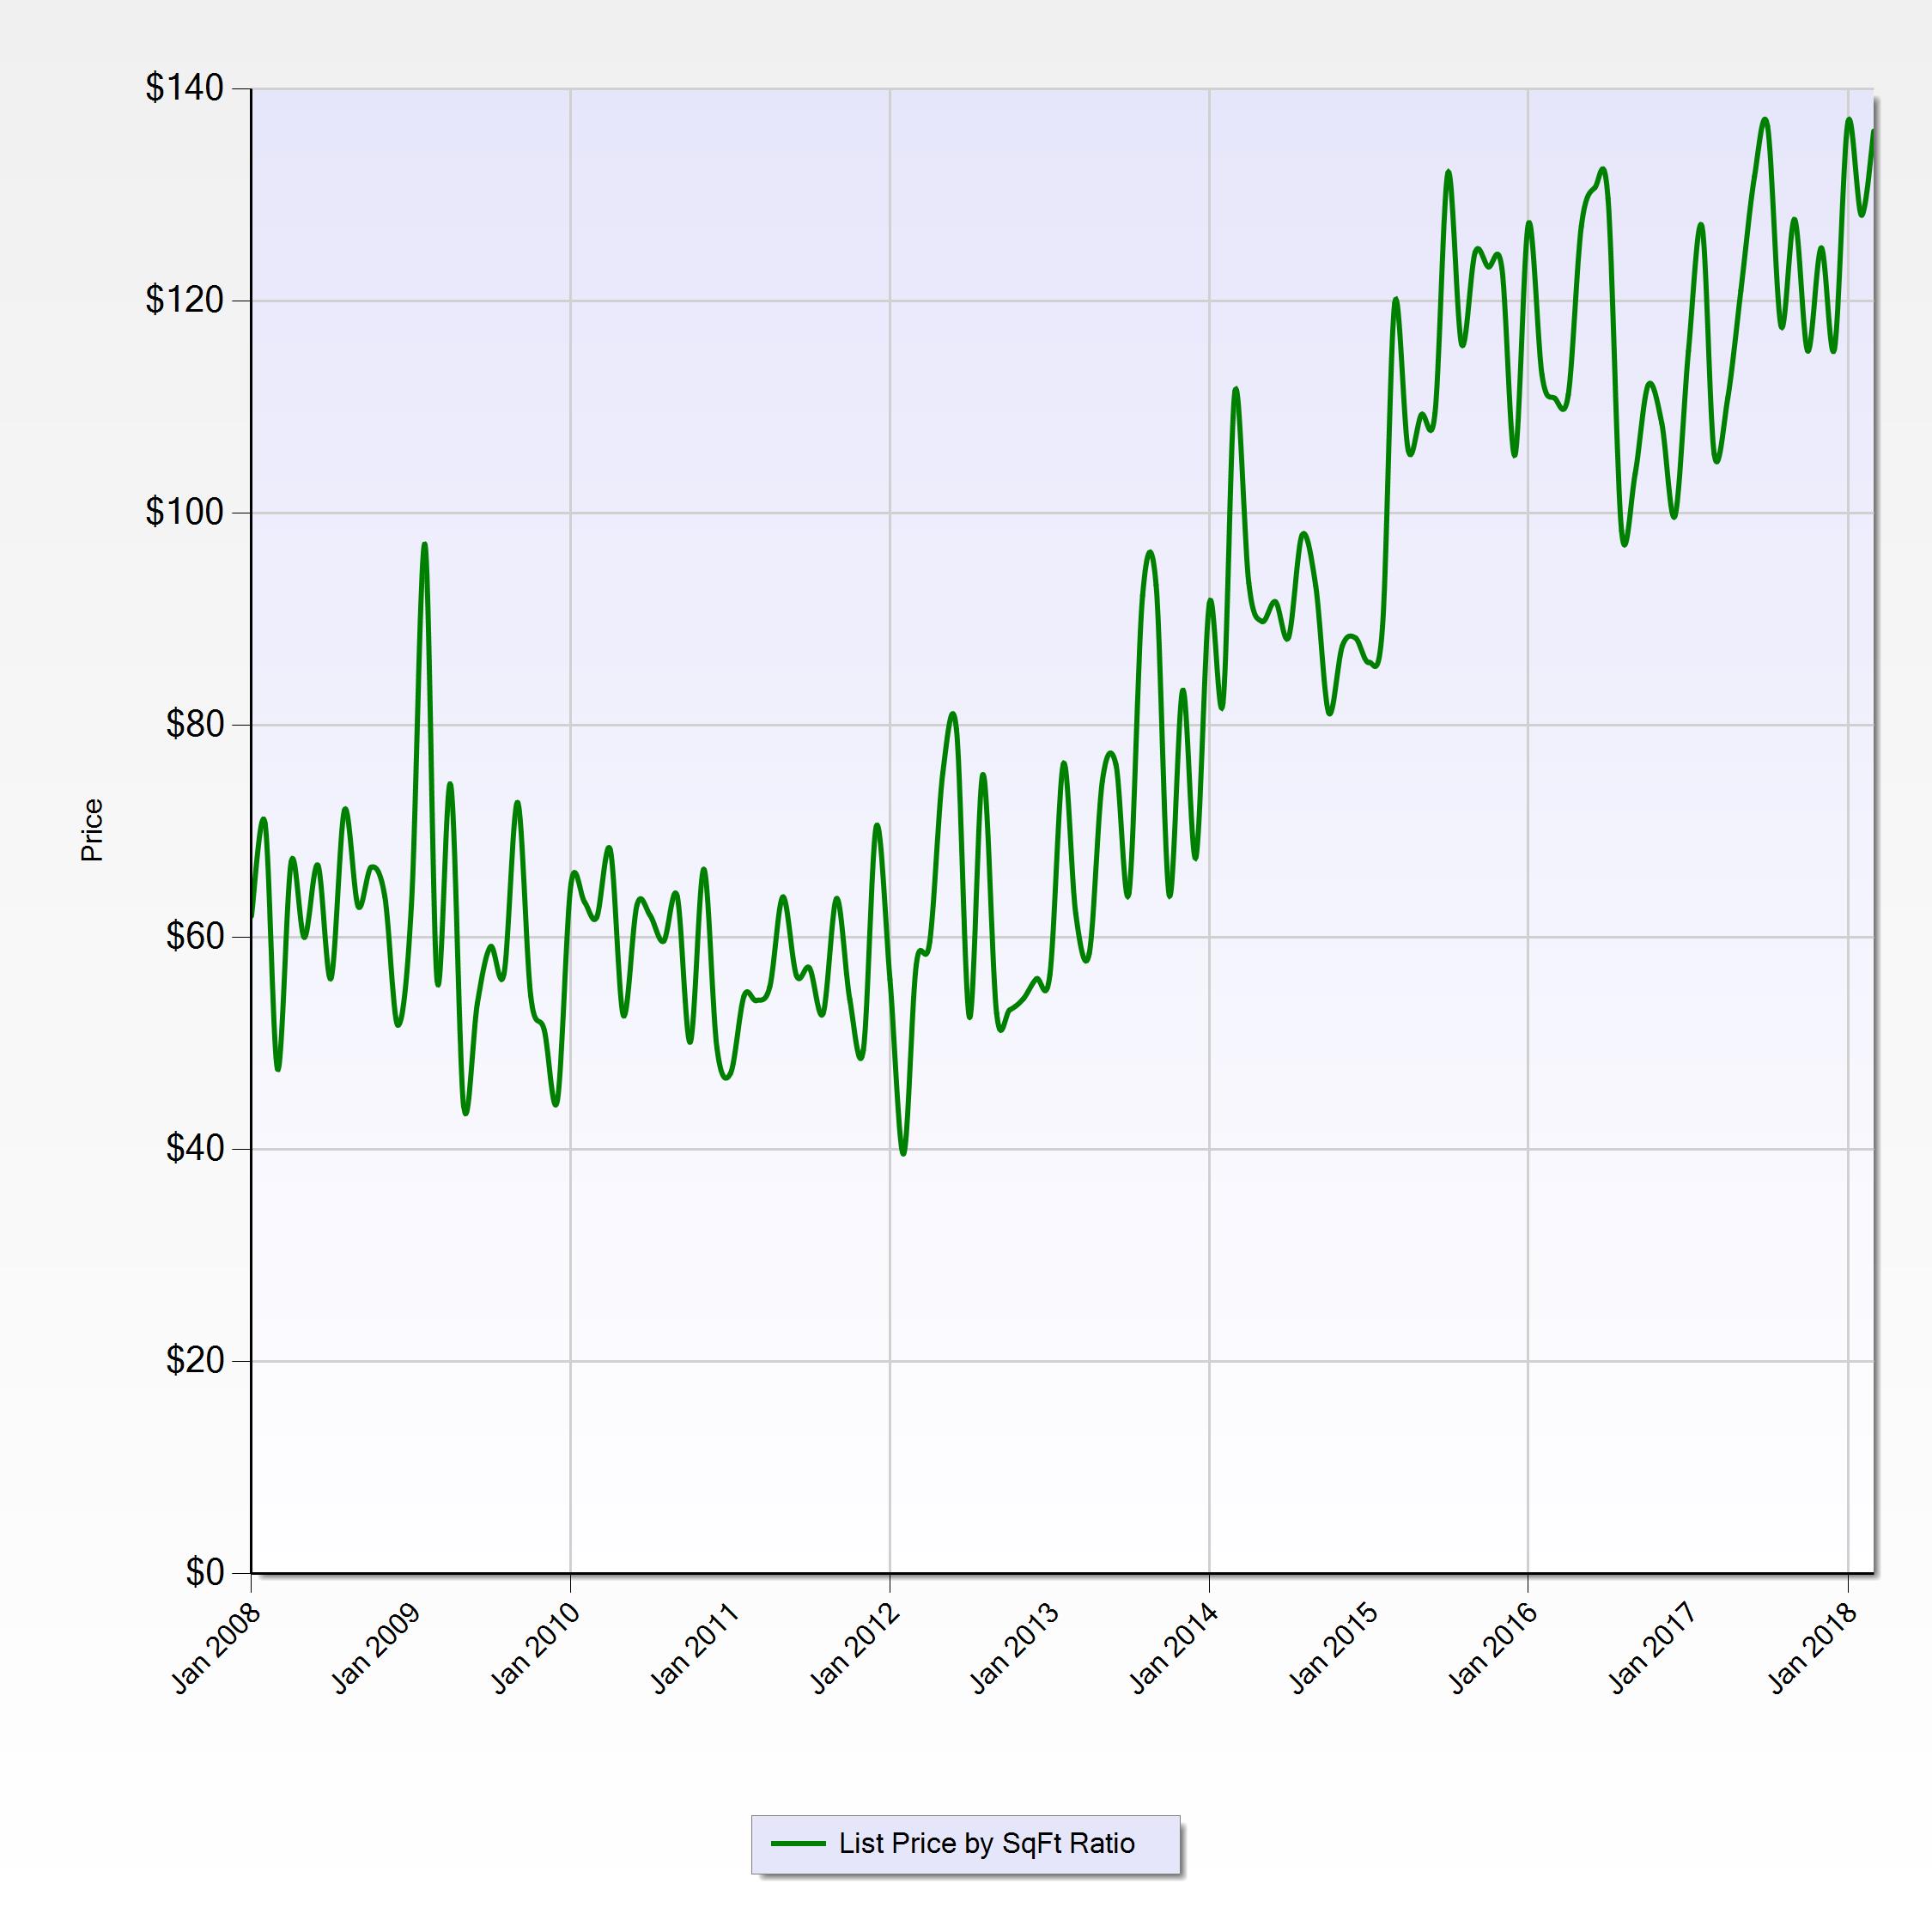 $140
$120
$100
$80
$60
$40
$20
$0
Price
Jan 2008
Jan 2009
Jan 2010
Jan 2011
Jan 2012
Jan 2013
Jan 2014
Jan 2015
Jan 2016
Jan 2017
Jan 2018
List Price by SqFt Ratio